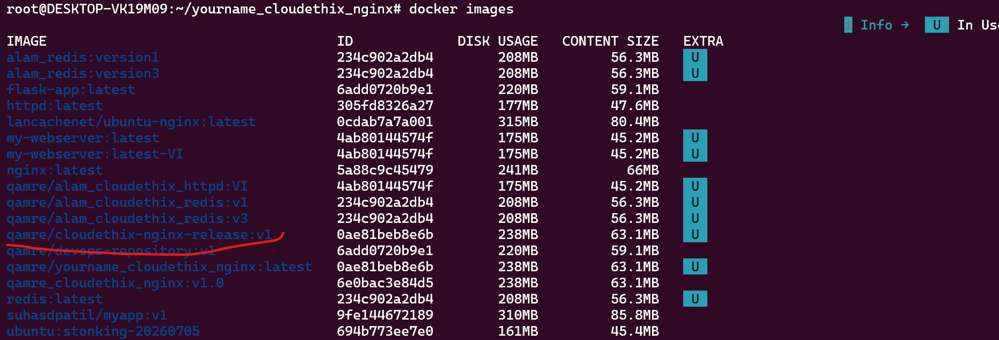 root@DESKTOP-VK19M09:~/yourname_cloudethix_nginx# docker images
i Info → U In Use
IMAGE ID DISK USAGE CONTENT SIZE EXTRA
alam_redis:version1 234c902a2db4 208MB 56.3MB U
alam_redis:version3 234c902a2db4 208MB 56.3MB U
flask-app:latest 6add0720b9e1 220MB 59.1MB
httpd:latest 305fd8326a27 177MB 47.6MB
lancachenet/ubuntu-nginx:latest 0cdab7a7a001 315MB 80.4MB
my-webserver:latest 4ab80144574f 175MB 45.2MB U
my-webserver:latest-VI 4ab80144574f 175MB 45.2MB U
nginx:latest 5a88c9c45479 241MB 66MB
qamre/alam_cloudethix_httpd:VI 4ab80144574f 175MB 45.2MB U
qamre/alam_cloudethix_redis:v1 234c902a2db4 208MB 56.3MB U
qamre/alam_cloudethix_redis:v3 234c902a2db4 208MB 56.3MB U
qamre/cloudethix-nginx-release:v1 0ae81beb8e6b 238MB 63.1MB U
qamre/devops-repository:v1 6add0720b9e1 220MB 59.1MB
qamre/yourname_cloudethix_nginx:latest 0ae81beb8e6b 238MB 63.1MB U
qamre_cloudethix_nginx:v1.0 6e0bac3e84d5 238MB 63.1MB
redis:latest 234c902a2db4 208MB 56.3MB U
suhasdpatil/myapp:v1 9fe144672189 310MB 85.8MB
ubuntu:stonking-20260705 694b773ee7e0 161MB 45.4MB